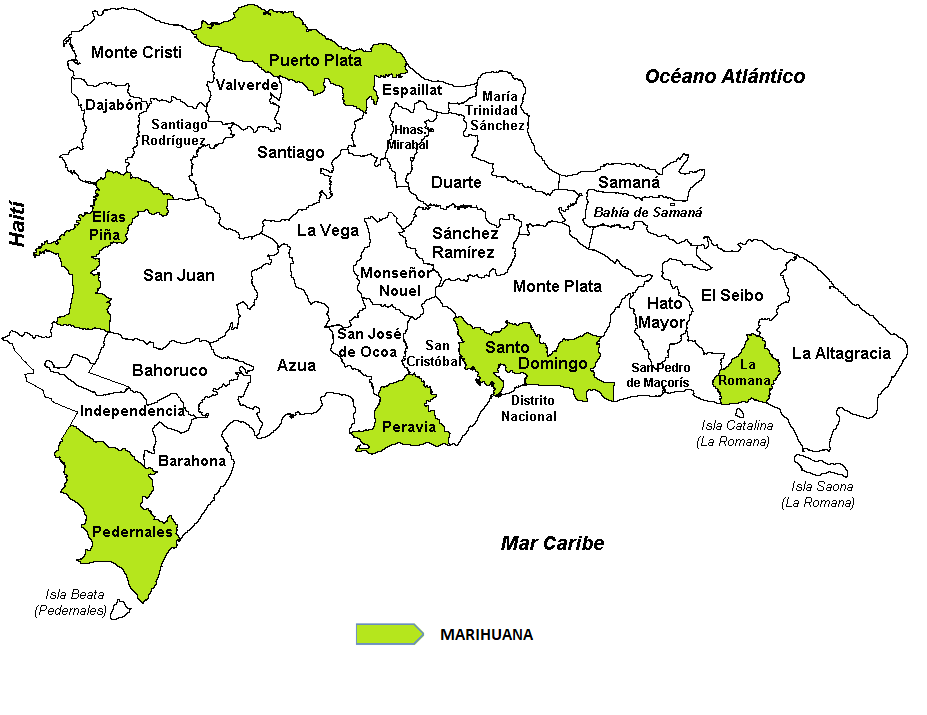 Monte Cristi
Puerto Plata
Océano Atlántico
Valverde
Espaillat
Dajabón
María
Trinidad
Sánchez
Santiago
Rodríguez
Hnas.
Mirabal
Santiago
Duarte
Samaná
Bahía de Samaná
Haití
Elías
Piña
La Vega
Sánchez
Ramírez
San Juan
Monseñor
Nouel
Monte Plata
El Seibo
Hato
Mayor
San José
de Ocoa
San
Cristóbal
Santo
Domingo
La Altagracia
Bahoruco
Azua
San Pedro
de Macorís
La
Romana
Independencia
Distrito
Nacional
Peravia
Isla Catalina
(La Romana)
Barahona
Isla Saona
(La Romana)
Pedernales
Mar Caribe
Isla Beata
(Pedernales)
MARIHUANA